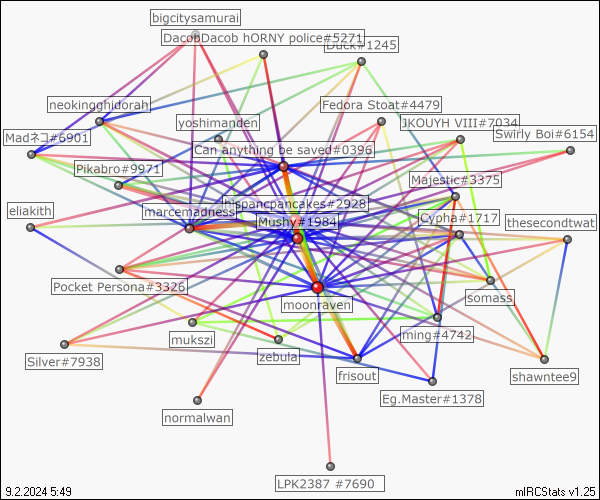 bigcitysamurai
DacobDacob hORNY police#5271
Duck#1245
neokingghidorah
Fedora Stoat#4479
yoshimanden
JKOUYH VIII#7034
Swirly Boi#6154
Madネコ#6901
Can anything be saved#0396
Pikabro#9971
Majestic#3375
hispancpancakes#2928
eliakith
marcemadness
Mushy#1984
Cypha#1717
thesecondtwat
Pocket Persona#3326
moonraven
somass
mukszi
ming#4742
Silver#7938
zebula
frisout
shawntee9
Eg.Master#1378
normalwan
LPK2387 #7690
9.2.2024 5:49
mIRCStats v1.25